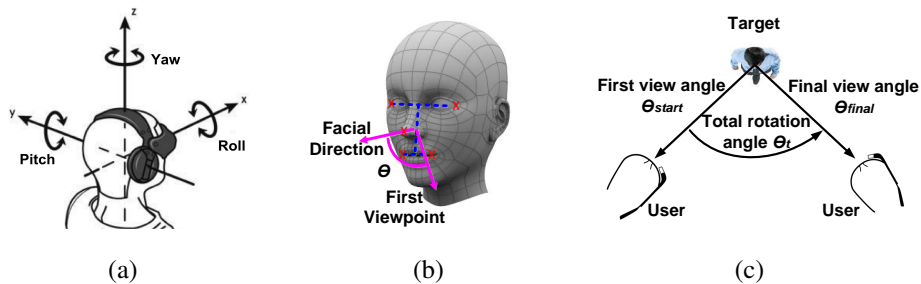 z
Yaw
y
x
Pitch
Roll
(a)
Facial
Direction
Θ
First
Viewpoint
(b)
Target
First view angle
Θstart
Final view angle
Θfinal
Total rotation
angle Θt
User
User
(c)